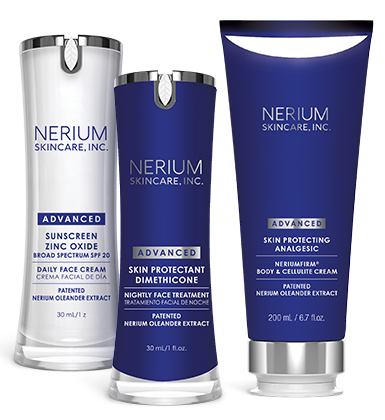 NERIUM
SKINCARE, INC.
ADVANCED
SUNSCREEN
ZINC OXIDE
BROAD SPECTRUM SPF 20
DAILY FACE CREAM
CREMA FACIAL DE DÍA
PATENTED
NERIUM OLEANDER EXTRACT
30 mL/1 z
NERIUM
SKINCARE, INC.
ADVANCED
SKIN PROTECTANT
DIMETHICONE
NIGHTLY FACE TREATMENT
TRATAMIENTO FACIAL DE NOCHE
PATENTED
NERIUM OLEANDER EXTRACT
30 mL/1 fl.oz.
NERIUM
SKINCARE, INC.
ADVANCED
SKIN PROTECTING
ANALGESIC
NERIUMFIRM®
BODY & CELLULITE CREAM
PATENTED
NERIUM OLEANDER EXTRACT
200 mL / 6.7 fl.oz.